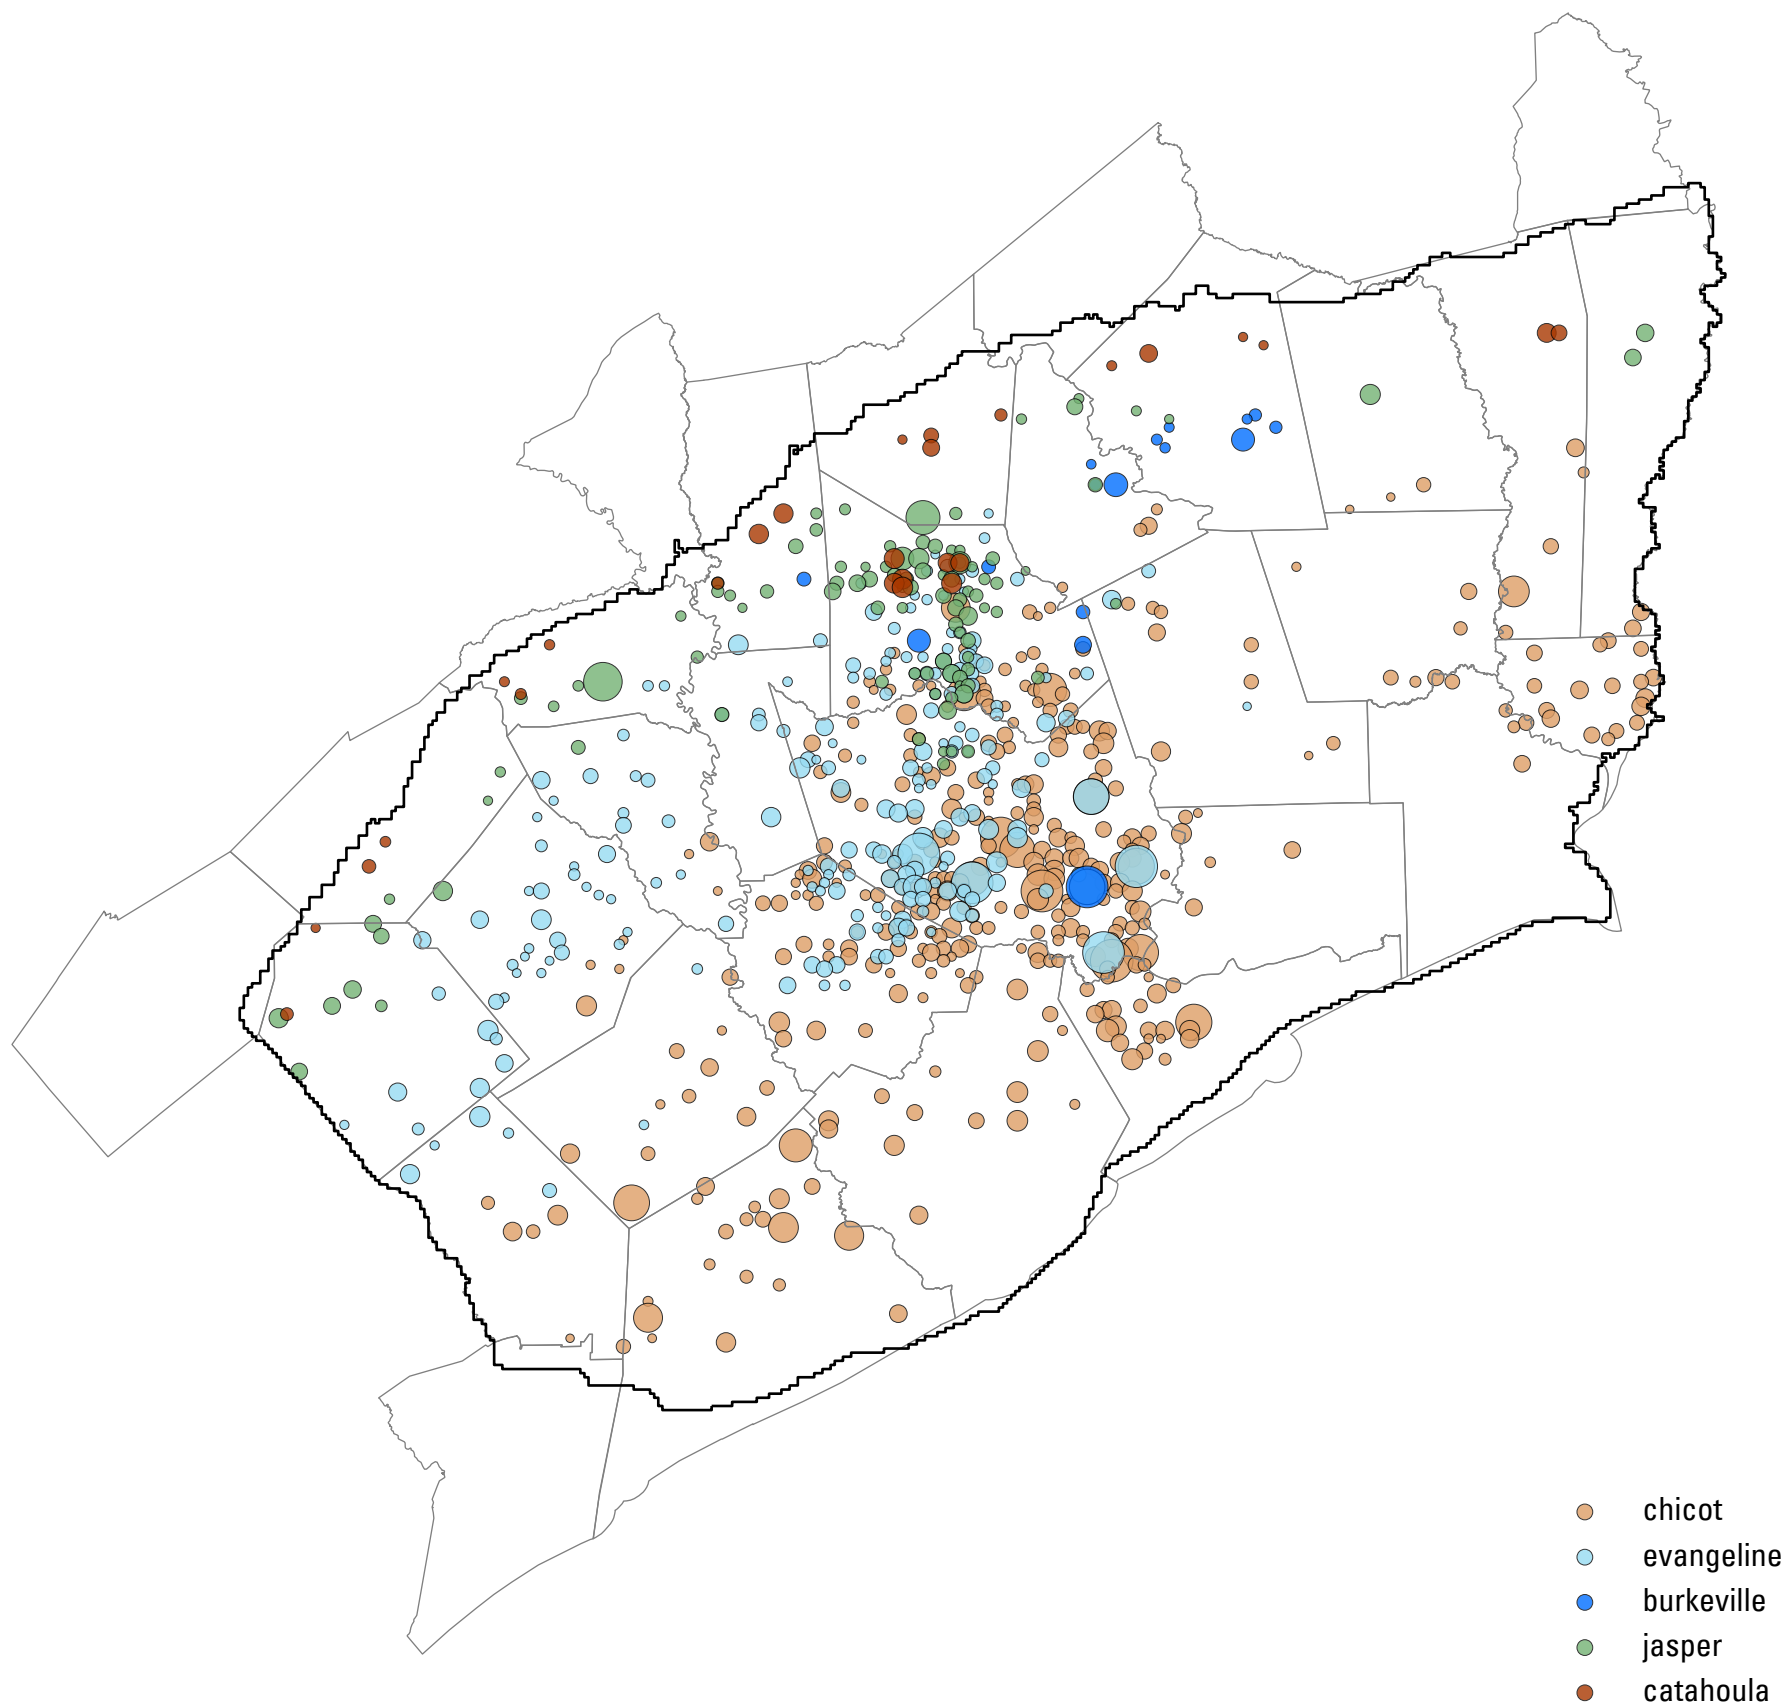 chicot
evangeline
burkeville
jasper
catahoula